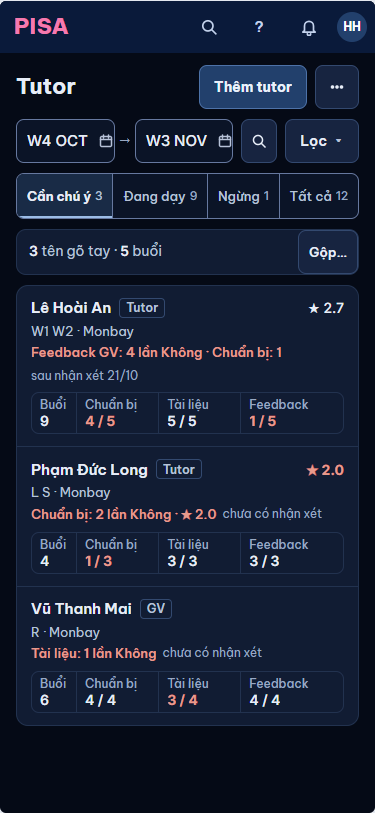 PISA ? HH
Tutor Thêm tutor ...
W4 OCT → W3 NOV Lọc
Cần chú ý 3 Đang dạy 9 Ngừng 1 Tất cả 12
3 tên gõ tay · 5 buổi Gộp...
Lê Hoài An Tutor ★ 2.7
W1 W2 · Monbay
Feedback GV: 4 lần Không · Chuẩn bị: 1
sau nhận xét 21/10
Buổi Chuẩn bị Tài liệu Feedback
9 4 / 5 5 / 5 1 / 5
Phạm Đức Long Tutor ★ 2.0
L S · Monbay
Chuẩn bị: 2 lần Không · ★ 2.0 chưa có nhận xét
Buổi Chuẩn bị Tài liệu Feedback
4 1 / 3 3 / 3 3 / 3
Vũ Thanh Mai GV
R · Monbay
Tài liệu: 1 lần Không chưa có nhận xét
Buổi Chuẩn bị Tài liệu Feedback
6 4 / 4 3 / 4 4 / 4